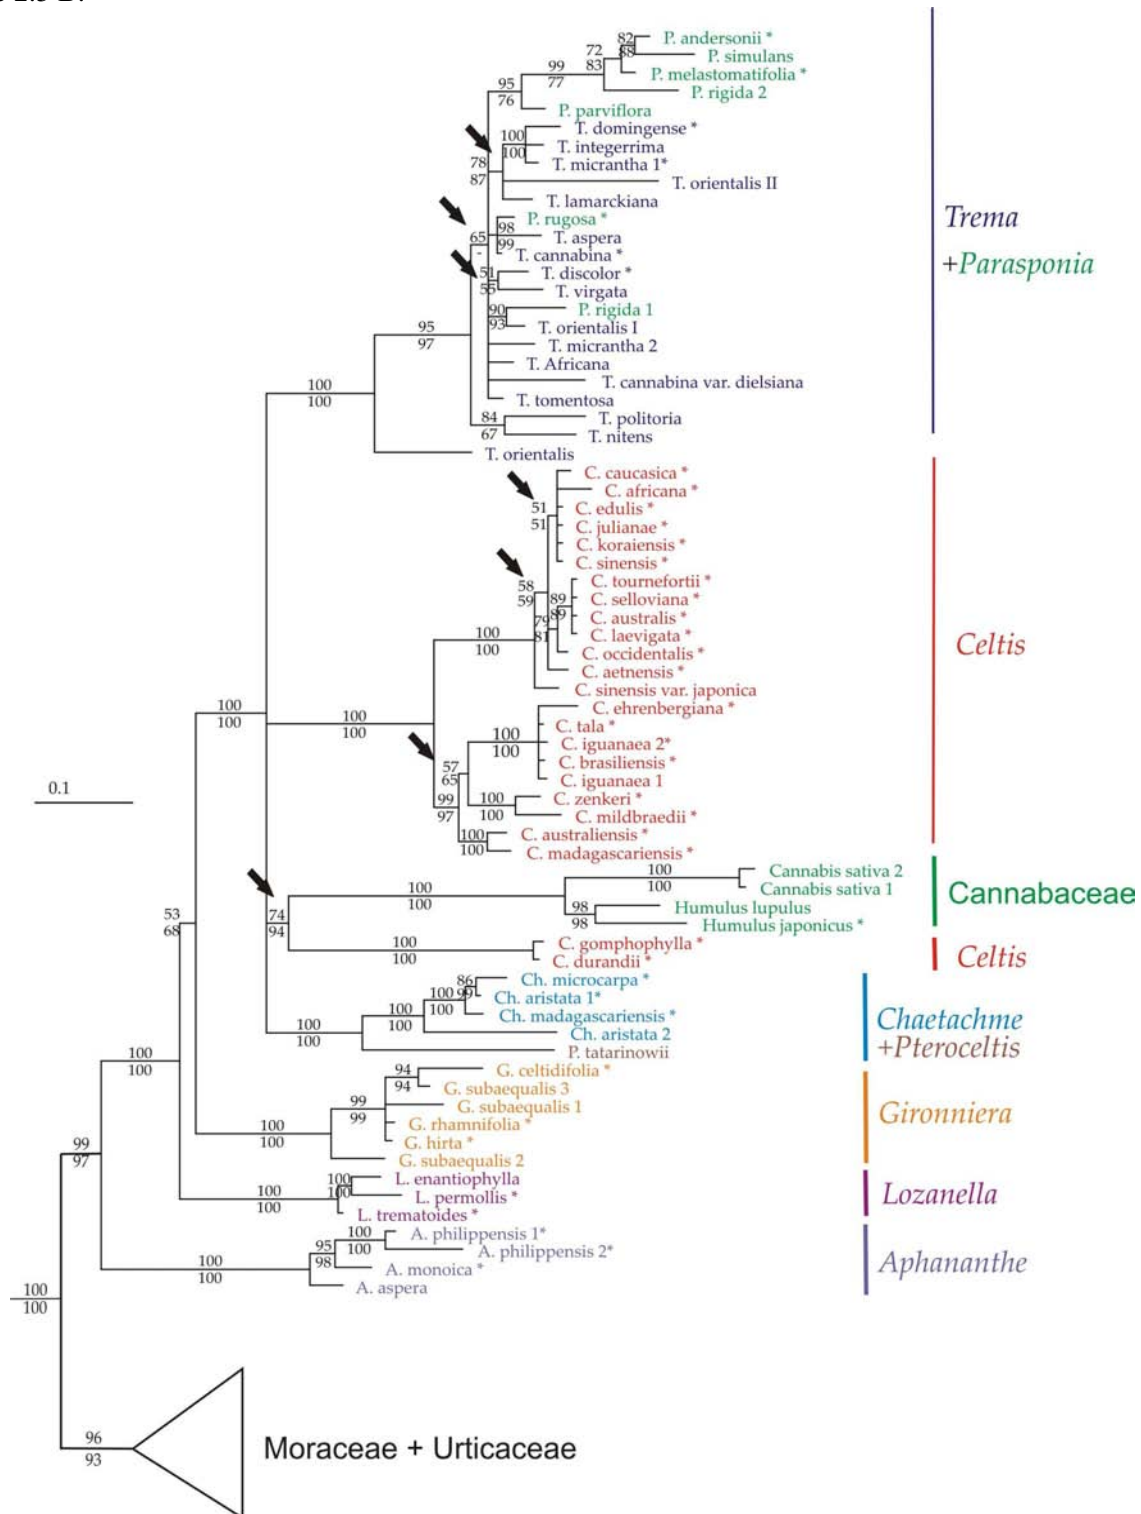 82
P. andersonii *
88
P. simulans
72
P. melastomatifolia *
83
99
77
P. rigida 2
95
76
P. parviflora
T. domingense *
100
100
T. integerrima
T. micrantha 1*
78
87
T. orientalis II
T. lamarckiana
P. rugosa *
98
99
65
-
T. aspera
T. cannabina *
T. discolor *
51
55
T. virgata
P. rigida 1
90
93
T. orientalis I
T. micrantha 2
95
97
T. Africana
T. cannabina var. dielsiana
T. tomentosa
100
100
84
67
T. politoria
T. nitens
T. orientalis
Trema
+Parasponia
C. caucasica *
C. africana *
51
51
C. edulis *
C. julianae *
C. koraiensis *
C. sinensis *
C. tournefortii *
58
59
89
89
C. selloviana *
C. australis *
79
81
C. laevigata *
C. occidentalis *
100
100
C. aetnensis *
C. sinensis var. japonica
C. ehrenbergiana *
C. tala *
100
100
C. iguanaea 2*
C. brasiliensis *
C. iguanaea 1
100
100
100
100
57
65
C. zenkeri *
99
97
100
100
C. mildbraedii *
C. australiensis *
100
100
C. madagascariensis *
Celtis
0.1
Cannabis sativa 2
100
100
Cannabis sativa 1
100
100
Humulus lupulus
98
98
Humulus japonicus *
Cannabaceae
74
94
53
68
C. gomphophylla *
100
100
C. durandii *
Celtis
Ch. microcarpa *
86
99
Ch. aristata 1*
100
100
Ch. madagascariensis *
100
100
Ch. aristata 2
100
100
P. tatarinowii
Chaetachme
+Pteroceltis
100
100
G. celtidifolia *
94
94
G. subaequalis 3
G. subaequalis 1
99
99
G. rhamnifolia *
100
100
G. hirta *
G. subaequalis 2
Gironniera
99
97
L. enantiophylla
100
100
L. permollis *
100
100
L. trematoides *
Lozanella
A. philippensis 1*
100
100
A. philippensis 2*
95
98
A. monoica *
100
100
A. aspera
Aphananthe
100
100
96
93
Moraceae + Urticaceae